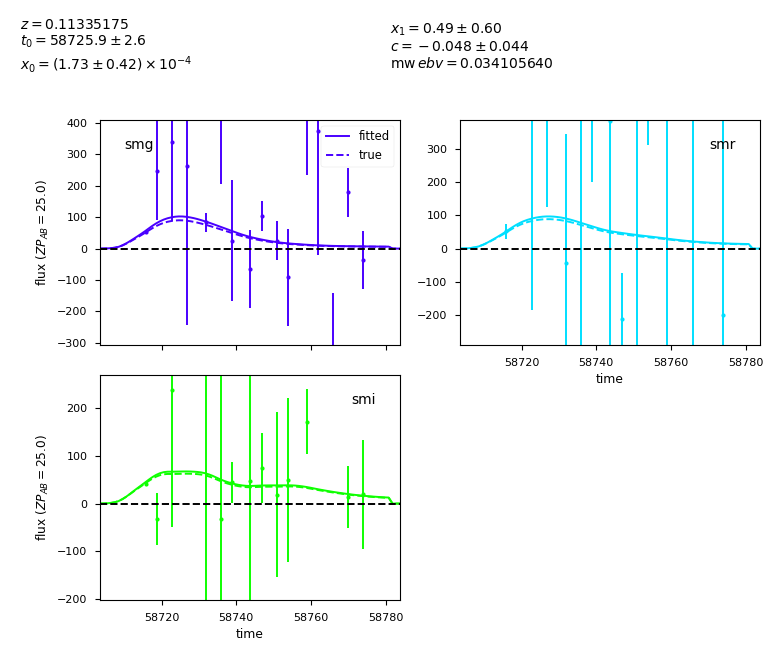 z = 0.11335175
t₀ = 58725.9 ± 2.6
x₀ = (1.73 ± 0.42) × 10⁻⁴
x₁ = 0.49 ± 0.60
c = −0.048 ± 0.044
mw ebv = 0.034105640
smg
fitted
true
400
300
200
100
0
−100
−200
−300
flux (ZP_AB = 25.0)
smr
300
200
100
0
−100
−200
58720 58740 58760 58780
time
smi
200
100
0
−100
−200
flux (ZP_AB = 25.0)
58720 58740 58760 58780
time